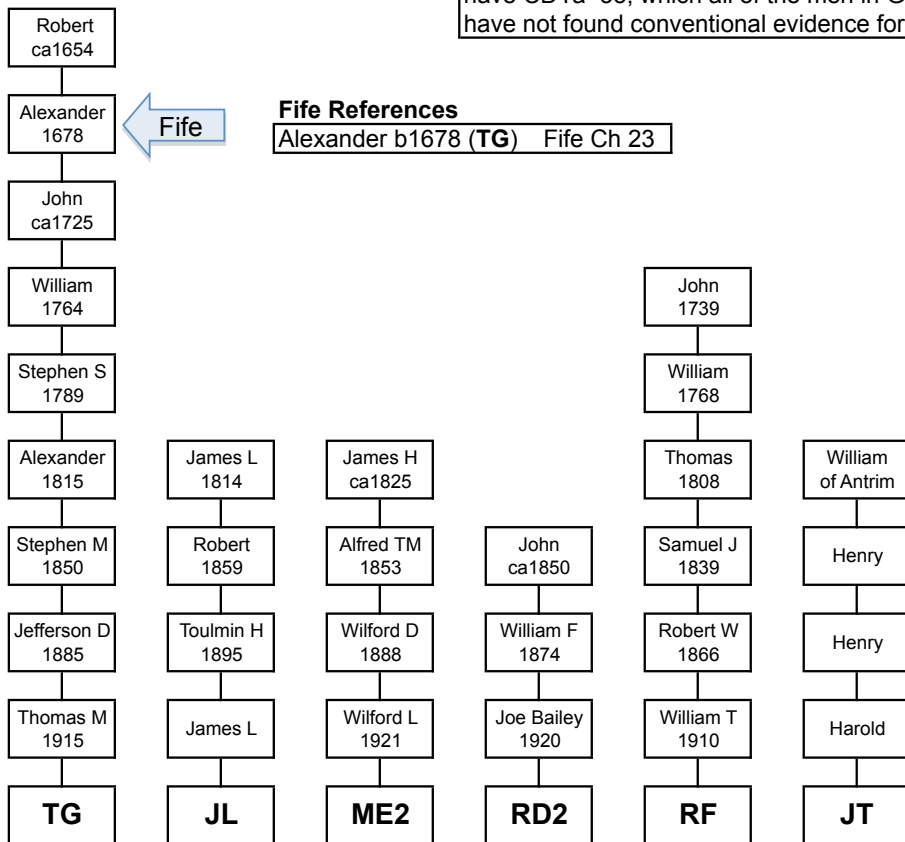 which all of the men in
have not found conventional evidence for
Robert
ca1654
Alexander
1678
Fife
Fife References
Alexander b1678 (TG) Fife Ch 23
John
ca1725
William
1764
Stephen S
1789
Alexander
1815
Stephen M
1850
Jefferson D
1885
Thomas M
1915
TG
James L
1814
Robert
1859
Toulmin H
1895
James L
JL
James H
ca1825
Alfred TM
1853
Wilford D
1888
Wilford L
1921
ME2
John
ca1850
William F
1874
Joe Bailey
1920
RD2
John
1739
William
1768
Thomas
1808
Samuel J
1839
Robert W
1866
William T
1910
RF
William
of Antrim
Henry
Henry
Harold
JT